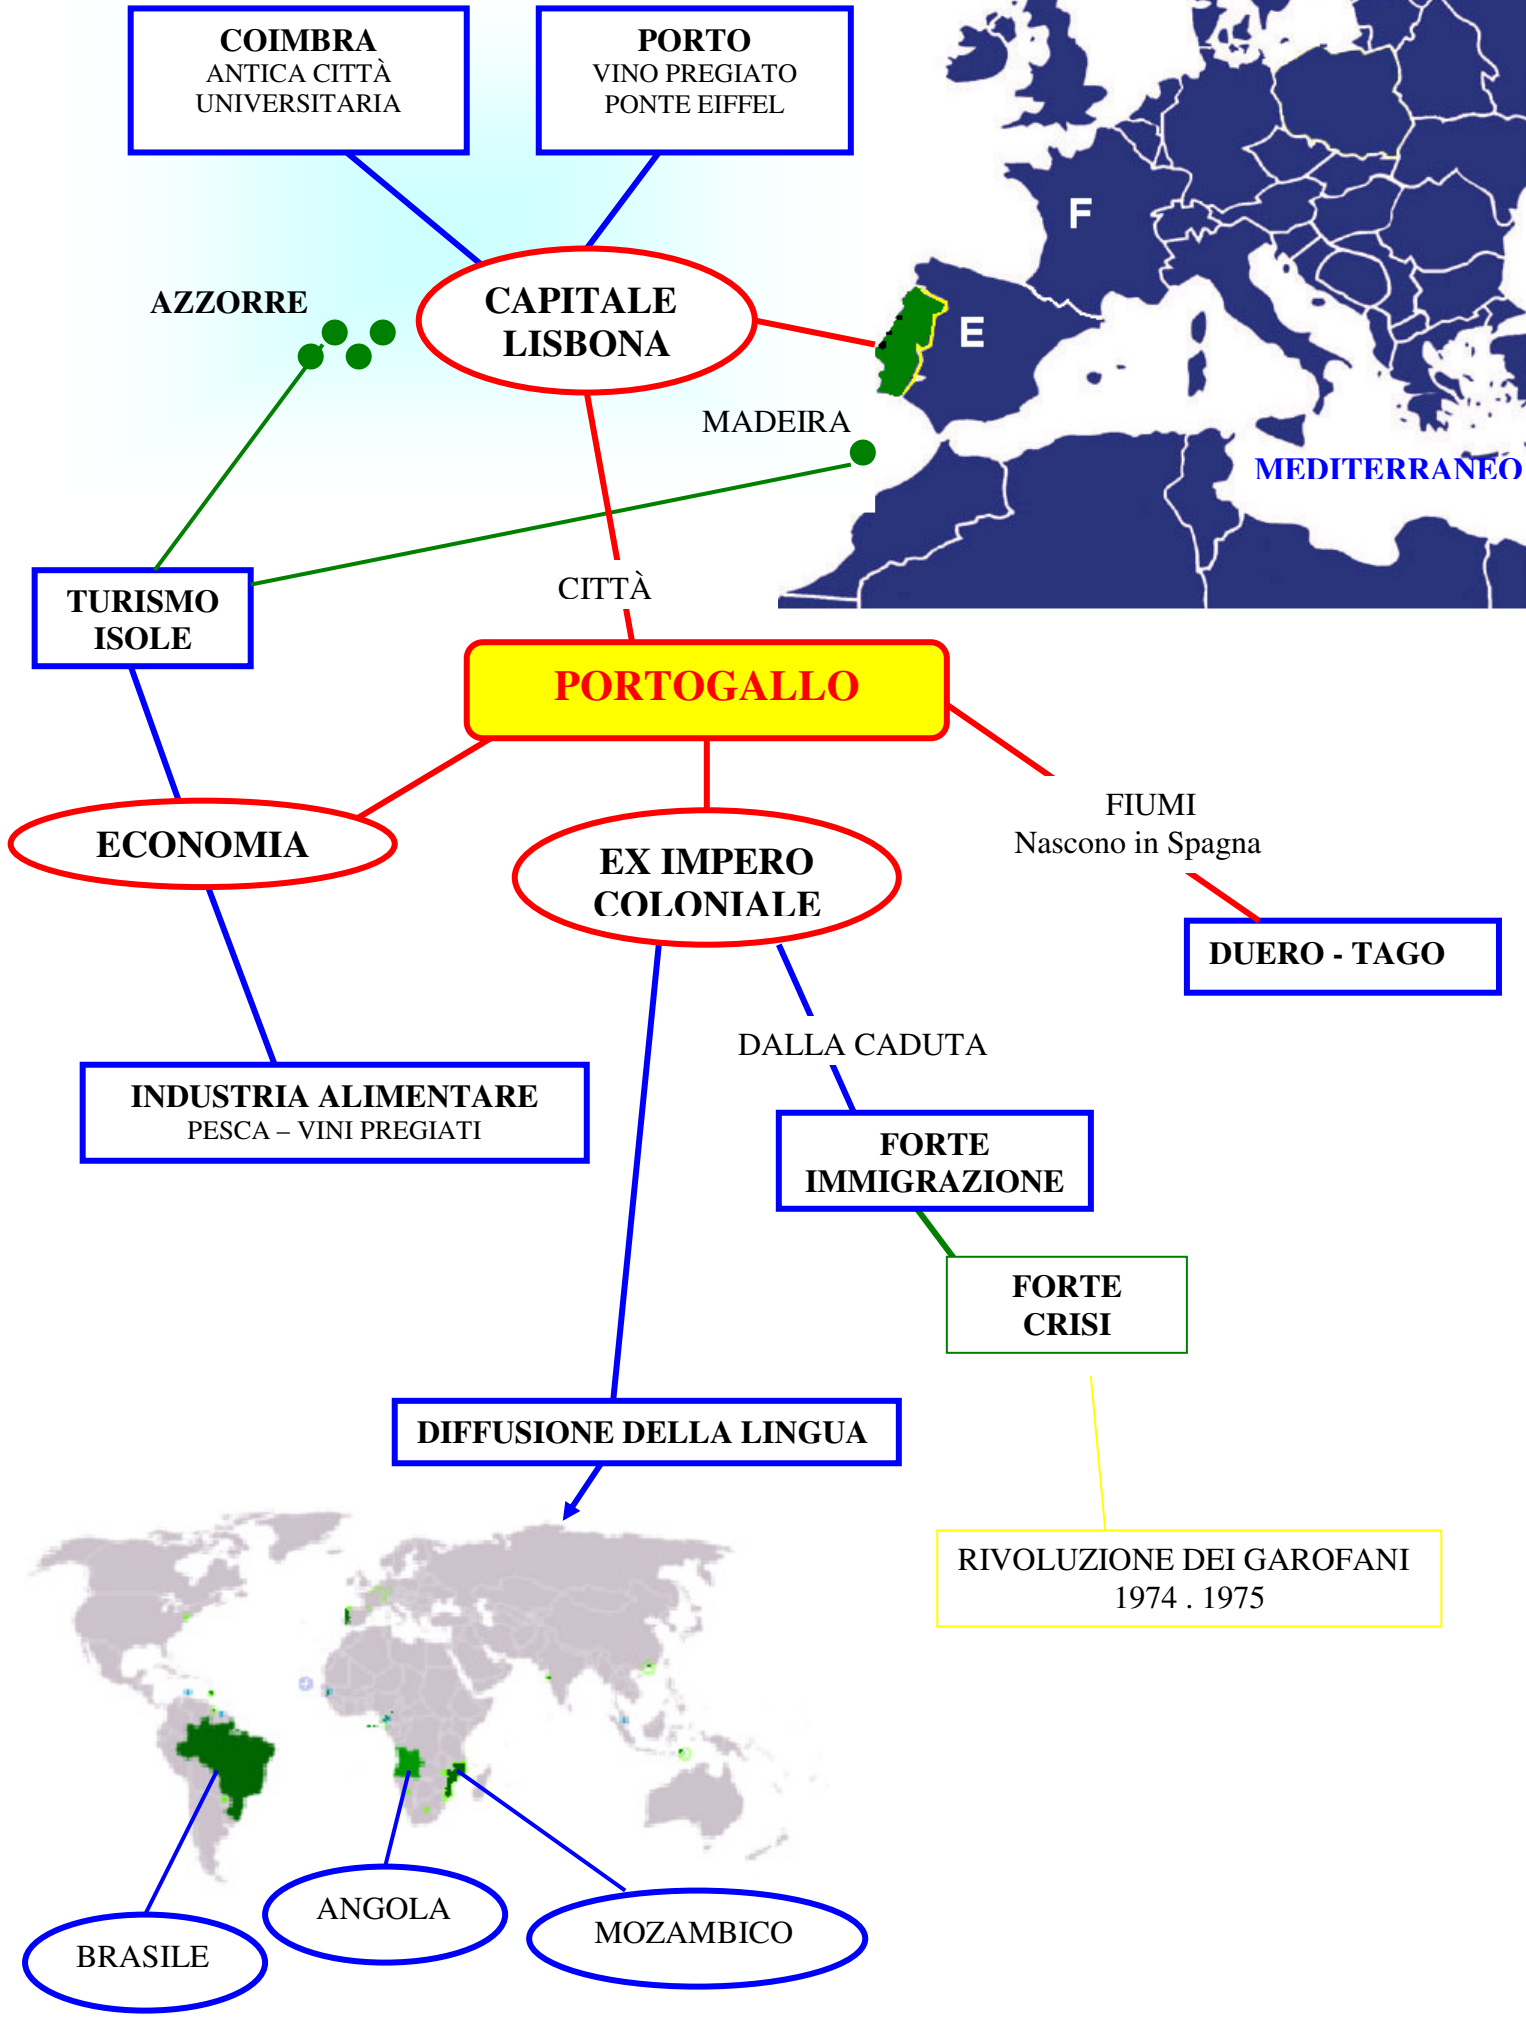 COIMBRA
ANTICA CITTÀ
UNIVERSITARIA
PORTO
VINO PREGIATO
PONTE EIFFEL
F
E
MEDITERRANEO
AZZORRE
CAPITALE
LISBONA
MADEIRA
CITTÀ
TURISMO
ISOLE
PORTOGALLO
ECONOMIA
EX IMPERO
COLONIALE
FIUMI
Nascono in Spagna
DUERO - TAGO
DALLA CADUTA
INDUSTRIA ALIMENTARE
PESCA – VINI PREGIATI
FORTE
IMMIGRAZIONE
FORTE
CRISI
DIFFUSIONE DELLA LINGUA
RIVOLUZIONE DEI GAROFANI
1974 . 1975
BRASILE
ANGOLA
MOZAMBICO